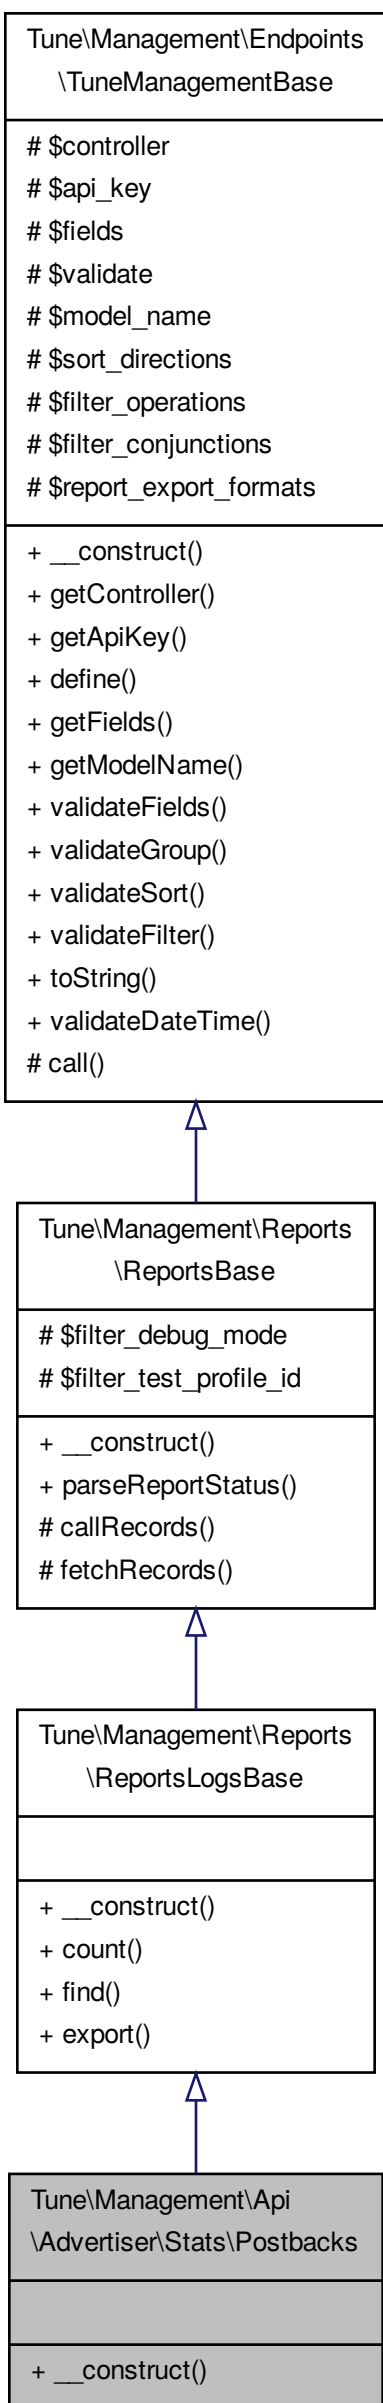 Tune\Management\Endpoints
\TuneManagementBase
# $controller
# $api_key
# $fields
# $validate
# $model_name
# $sort_directions
# $filter_operations
# $filter_conjunctions
# $report_export_formats
+ __construct()
+ getController()
+ getApiKey()
+ define()
+ getFields()
+ getModelName()
+ validateFields()
+ validateGroup()
+ validateSort()
+ validateFilter()
+ toString()
+ validateDateTime()
# call()
Tune\Management\Reports
\ReportsBase
# $filter_debug_mode
# $filter_test_profile_id
+ __construct()
+ parseReportStatus()
# callRecords()
# fetchRecords()
Tune\Management\Reports
\ReportsLogsBase
+ __construct()
+ count()
+ find()
+ export()
Tune\Management\Api
\Advertiser\Stats\Postbacks
+ __construct()